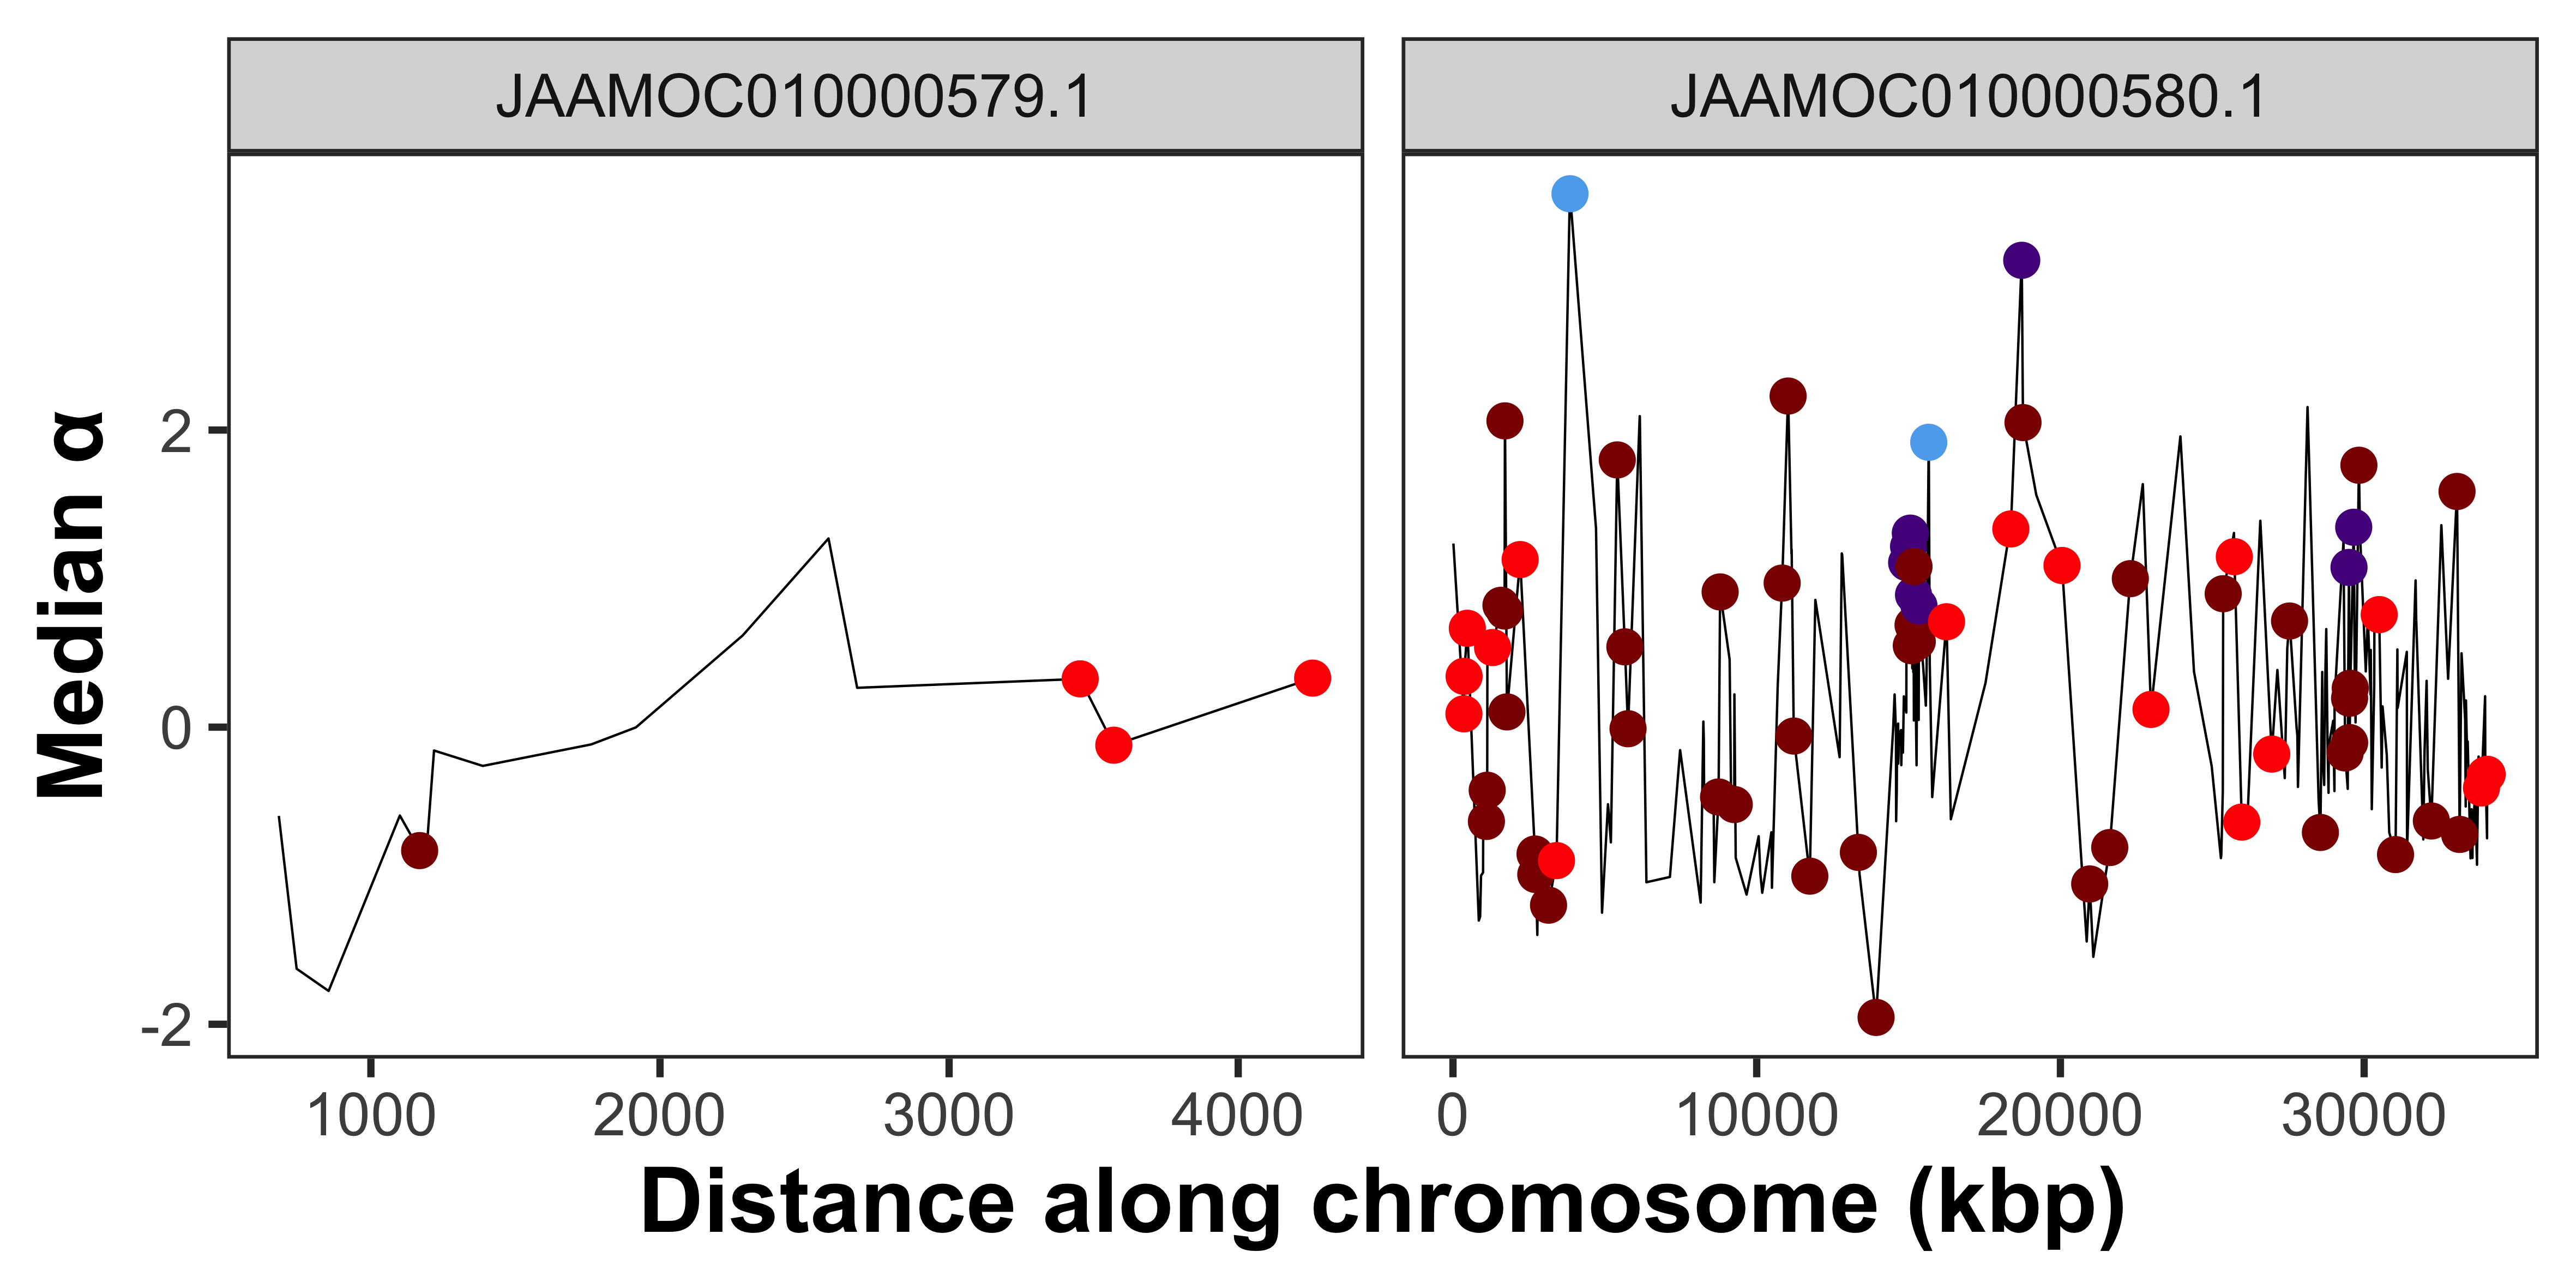 JAAMOC010000579.1 JAAMOC010000580.1
Median α
2
0
-2
1000 2000 3000 4000 0 10000 20000 30000
Distance along chromosome (kbp)